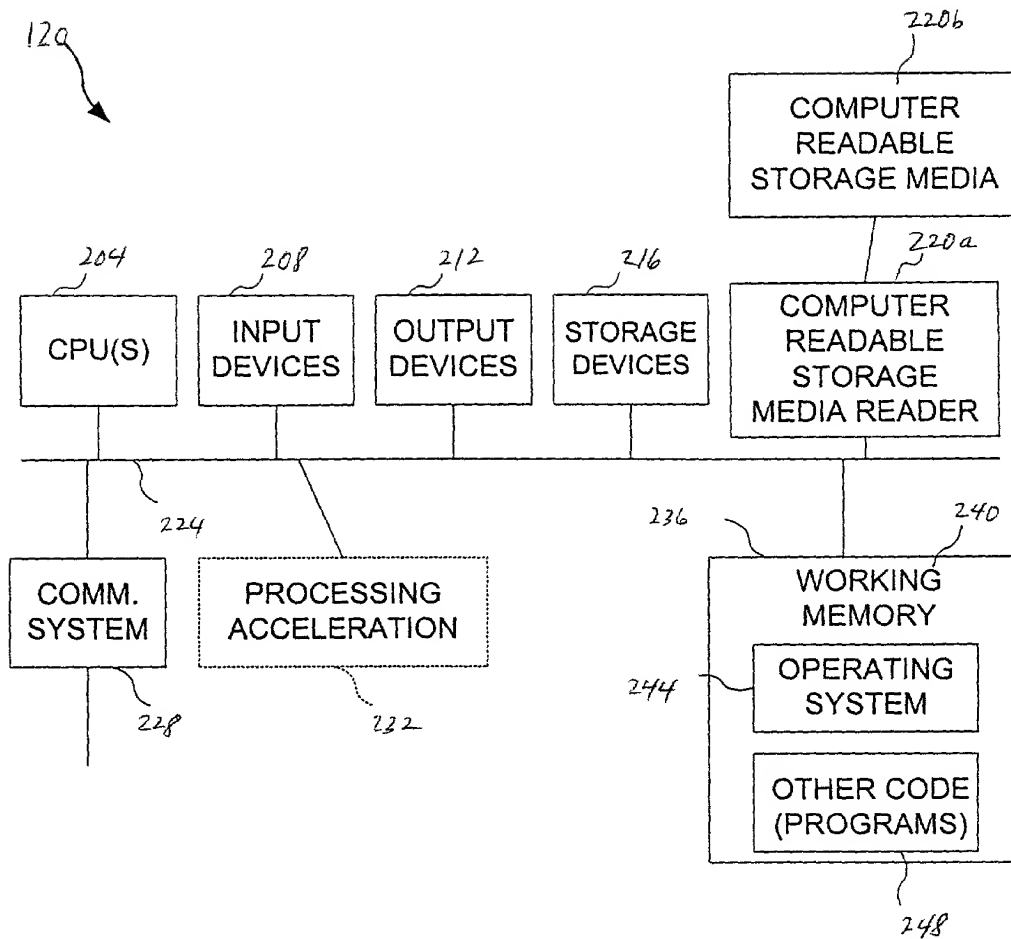 12a
220b
COMPUTER
READABLE
STORAGE MEDIA
204
208
212
216
220a
CPU(S)
INPUT
DEVICES
OUTPUT
DEVICES
STORAGE
DEVICES
COMPUTER
READABLE
STORAGE
MEDIA READER
224
236
240
COMM.
SYSTEM
PROCESSING
ACCELERATION
WORKING
MEMORY
228
232
244
OPERATING
SYSTEM
OTHER CODE
(PROGRAMS)
248